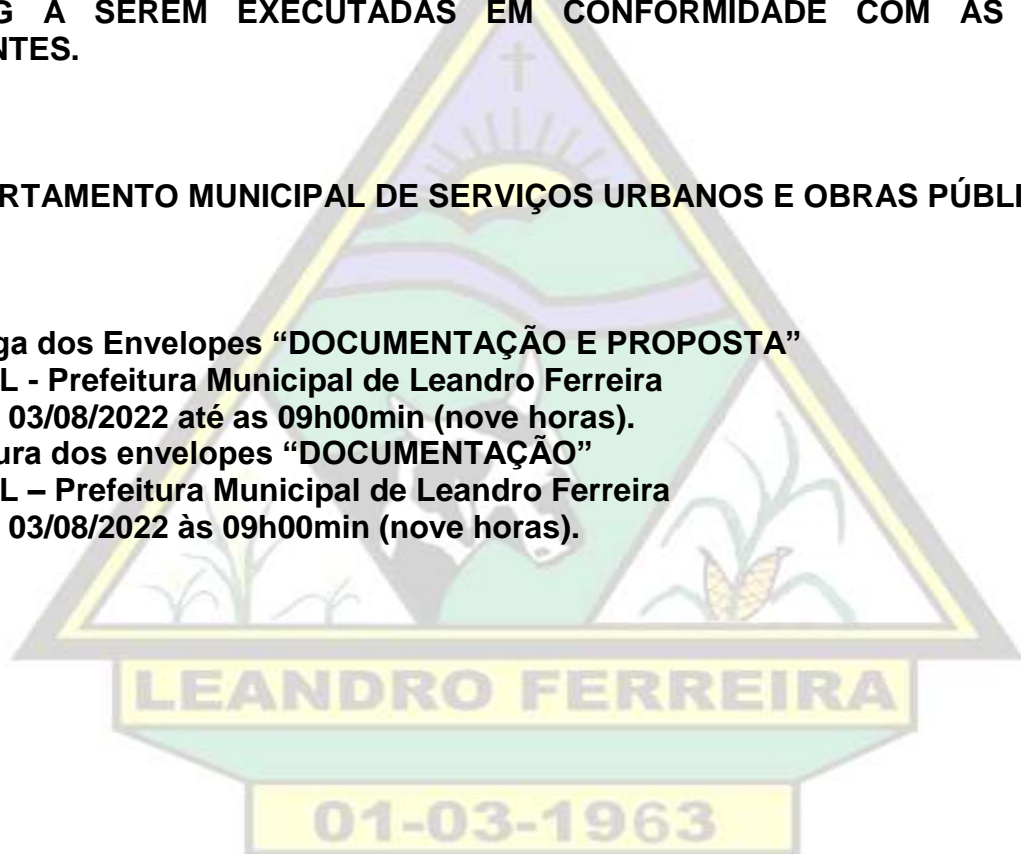 G A SEREM EXECUTADAS EM CONFORMIDADE COM AS
NTES.
RTAMENTO MUNICIPAL DE SERVIÇOS URBANOS E OBRAS PÚBL
ga dos Envelopes “DOCUMENTAÇÃO E PROPOSTA”
L - Prefeitura Municipal de Leandro Ferreira
03/08/2022 até as 09h00min (nove horas).
ura dos envelopes “DOCUMENTAÇÃO”
L – Prefeitura Municipal de Leandro Ferreira
03/08/2022 às 09h00min (nove horas).
LEANDRO FERREIRA
01-03-1963